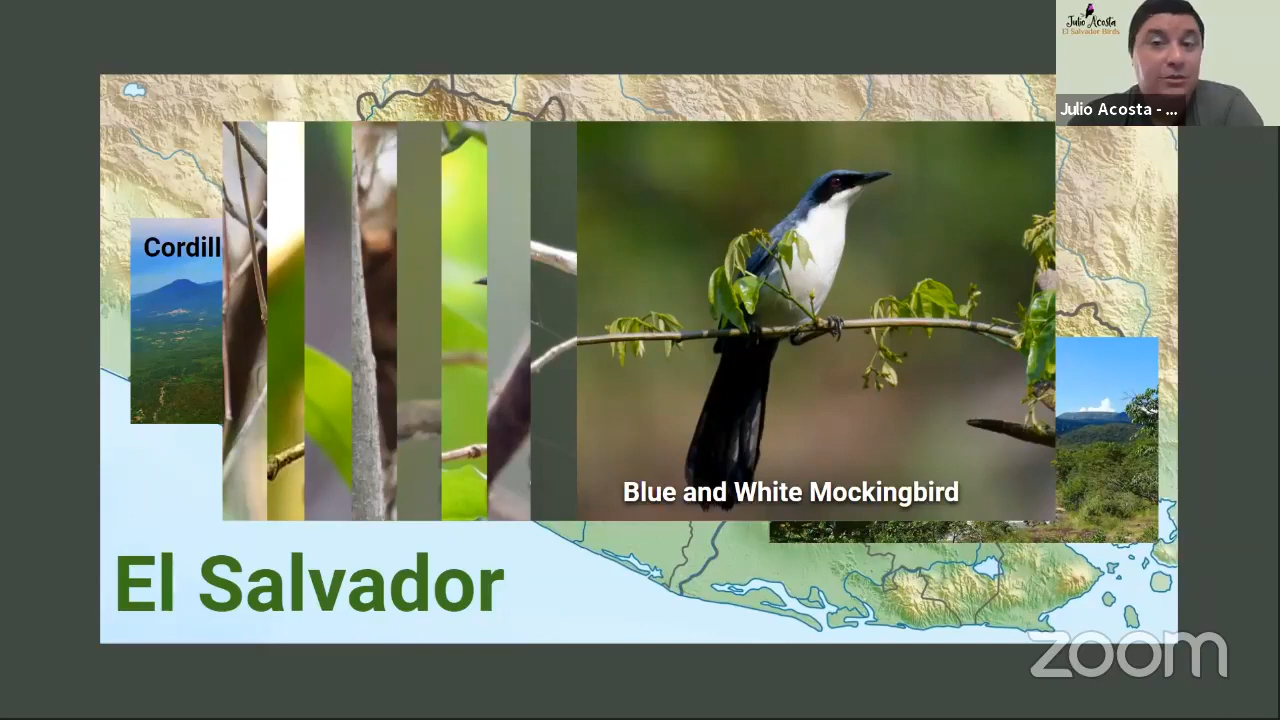 Julio Acosta
El Salvador Birds
Julio Acosta - ...
Cordill
Blue and White Mockingbird
El Salvador
zoom